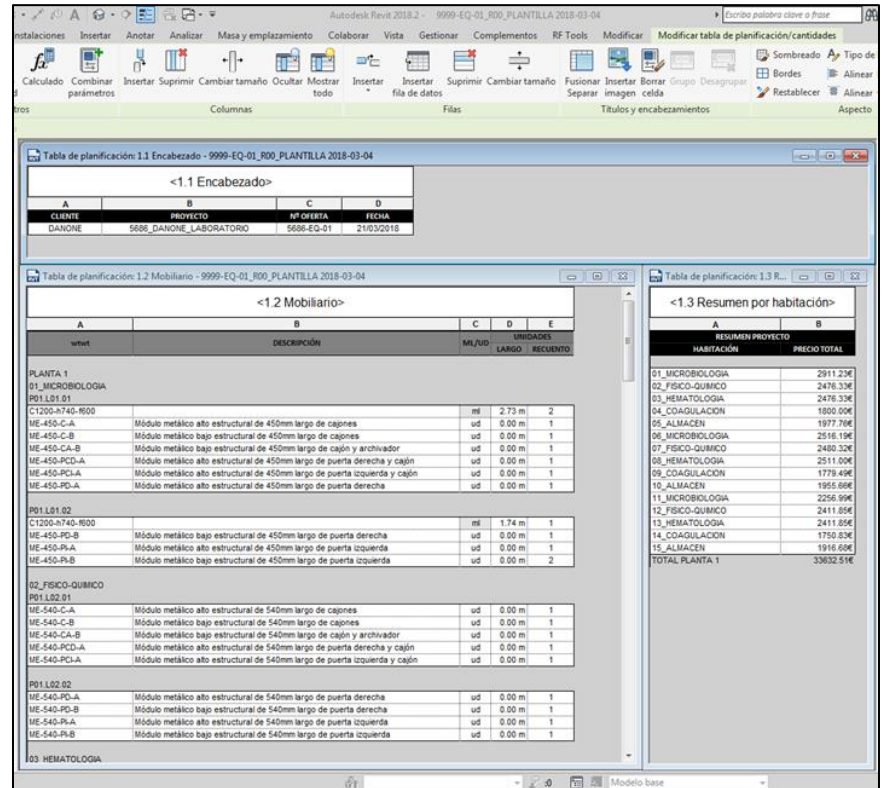 Autodesk Revit 2018.2 - 9999-EQ-01_R00_PLANTILLA 2018-03-04
Escriba palabra clave o frase
nstalaciones Insertar Anotar Analizar Masa y emplazamiento Colaborar Vista Gestionar Complementos RF Tools Modificar Modificar tabla de planificación/cantidades
Calculado Combinar parámetros Insertar Suprimir Cambiar tamaño Ocultar Mostrar todo Insertar Insertar fila de datos Suprimir Cambiar tamaño Fusionar Separar Insertar imagen Borrar celda Grupo Desagrupar
Sombreado Tipo de
Bordes Alinear
Restablecer Alinear
tros Columnas Filas Títulos y encabezamientos Aspecto
Tabla de planificación: 1.1 Encabezado - 9999-EQ-01_R00_PLANTILLA 2018-03-04
<1.1 Encabezado>
A B C D
CLIENTE PROYECTO Nº OFERTA FECHA
DANONE 5686_DANONE_LABORATORIO 5686-EQ-01 21/03/2018
Tabla de planificación: 1.2 Mobiliario - 9999-EQ-01_R00_PLANTILLA 2018-03-04
<1.2 Mobiliario>
A B C D E
wtwt DESCRIPCIÓN ML/UD UNIDADES
LARGO RECUENTO
PLANTA 1
01_MICROBIOLOGIA
P01.L01.01
C1200-h740-f600 ml 2.73 m 2
ME-450-C-A Módulo metálico alto estructural de 450mm largo de cajones ud 0.00 m 1
ME-450-C-B Módulo metálico bajo estructural de 450mm largo de cajones ud 0.00 m 1
ME-450-CA-B Módulo metálico bajo estructural de 450mm largo de cajón y archivador ud 0.00 m 1
ME-450-PCD-A Módulo metálico alto estructural de 450mm largo de puerta derecha y cajón ud 0.00 m 1
ME-450-PCI-A Módulo metálico alto estructural de 450mm largo de puerta izquierda y cajón ud 0.00 m 1
ME-450-PD-A Módulo metálico alto estructural de 450mm largo de puerta derecha ud 0.00 m 1
P01.L01.02
C1200-h740-f600 ml 1.74 m 1
ME-450-PD-B Módulo metálico bajo estructural de 450mm largo de puerta derecha ud 0.00 m 1
ME-450-PI-A Módulo metálico alto estructural de 450mm largo de puerta izquierda ud 0.00 m 1
ME-450-PI-B Módulo metálico bajo estructural de 450mm largo de puerta izquierda ud 0.00 m 2
02_FISICO-QUIMICO
P01.L02.01
ME-540-C-A Módulo metálico alto estructural de 540mm largo de cajones ud 0.00 m 1
ME-540-C-B Módulo metálico bajo estructural de 540mm largo de cajones ud 0.00 m 1
ME-540-CA-B Módulo metálico bajo estructural de 540mm largo de cajón y archivador ud 0.00 m 1
ME-540-PCD-A Módulo metálico alto estructural de 540mm largo de puerta derecha y cajón ud 0.00 m 1
ME-540-PCI-A Módulo metálico alto estructural de 540mm largo de puerta izquierda y cajón ud 0.00 m 1
P01.L02.02
ME-540-PD-A Módulo metálico alto estructural de 540mm largo de puerta derecha ud 0.00 m 1
ME-540-PD-B Módulo metálico bajo estructural de 540mm largo de puerta derecha ud 0.00 m 1
ME-540-PI-A Módulo metálico alto estructural de 540mm largo de puerta izquierda ud 0.00 m 1
ME-540-PI-B Módulo metálico bajo estructural de 540mm largo de puerta izquierda ud 0.00 m 1
03 HEMATOLOGIA
Tabla de planificación: 1.3 R...
<1.3 Resumen por habitación>
A B
RESUMEN PROYECTO
HABITACIÓN PRECIO TOTAL
01_MICROBIOLOGIA 2911.23€
02_FISICO-QUIMICO 2476.33€
03_HEMATOLOGIA 2476.33€
04_COAGULACION 1800.00€
05_ALMACEN 1977.76€
06_MICROBIOLOGIA 2516.19€
07_FISICO-QUIMICO 2480.32€
08_HEMATOLOGIA 2511.00€
09_COAGULACION 1779.49€
10_ALMACEN 1955.66€
11_MICROBIOLOGIA 2256.99€
12_FISICO-QUIMICO 2411.85€
13_HEMATOLOGIA 2411.85€
14_COAGULACION 1750.83€
15_ALMACEN 1916.68€
TOTAL PLANTA 1 33632.51€
:0 Modelo base